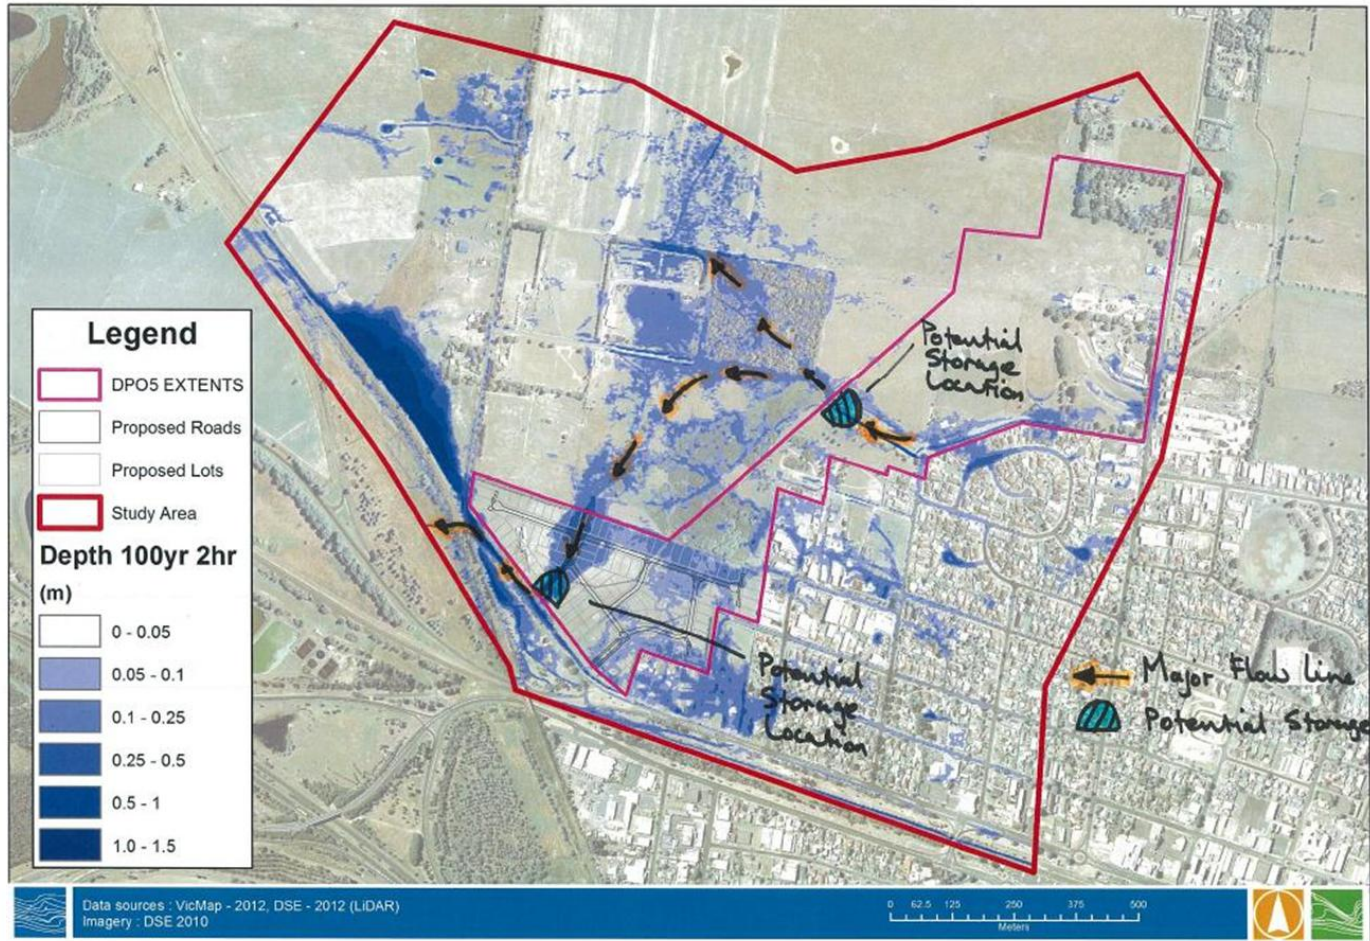 Legend
DPO5 EXTENTS
Proposed Roads
Proposed Lots
Study Area
Depth 100yr 2hr
(m)
0 - 0.05
0.05 - 0.1
0.1 - 0.25
0.25 - 0.5
0.5 - 1
1.0 - 1.5
Potential
Storage
Location
Potential
Storage
Location
Major Flow line
Potential Storage
Data sources : VicMap - 2012, DSE - 2012 (LiDAR)
Imagery : DSE 2010
0 62.5 125 250 375 500
Meters